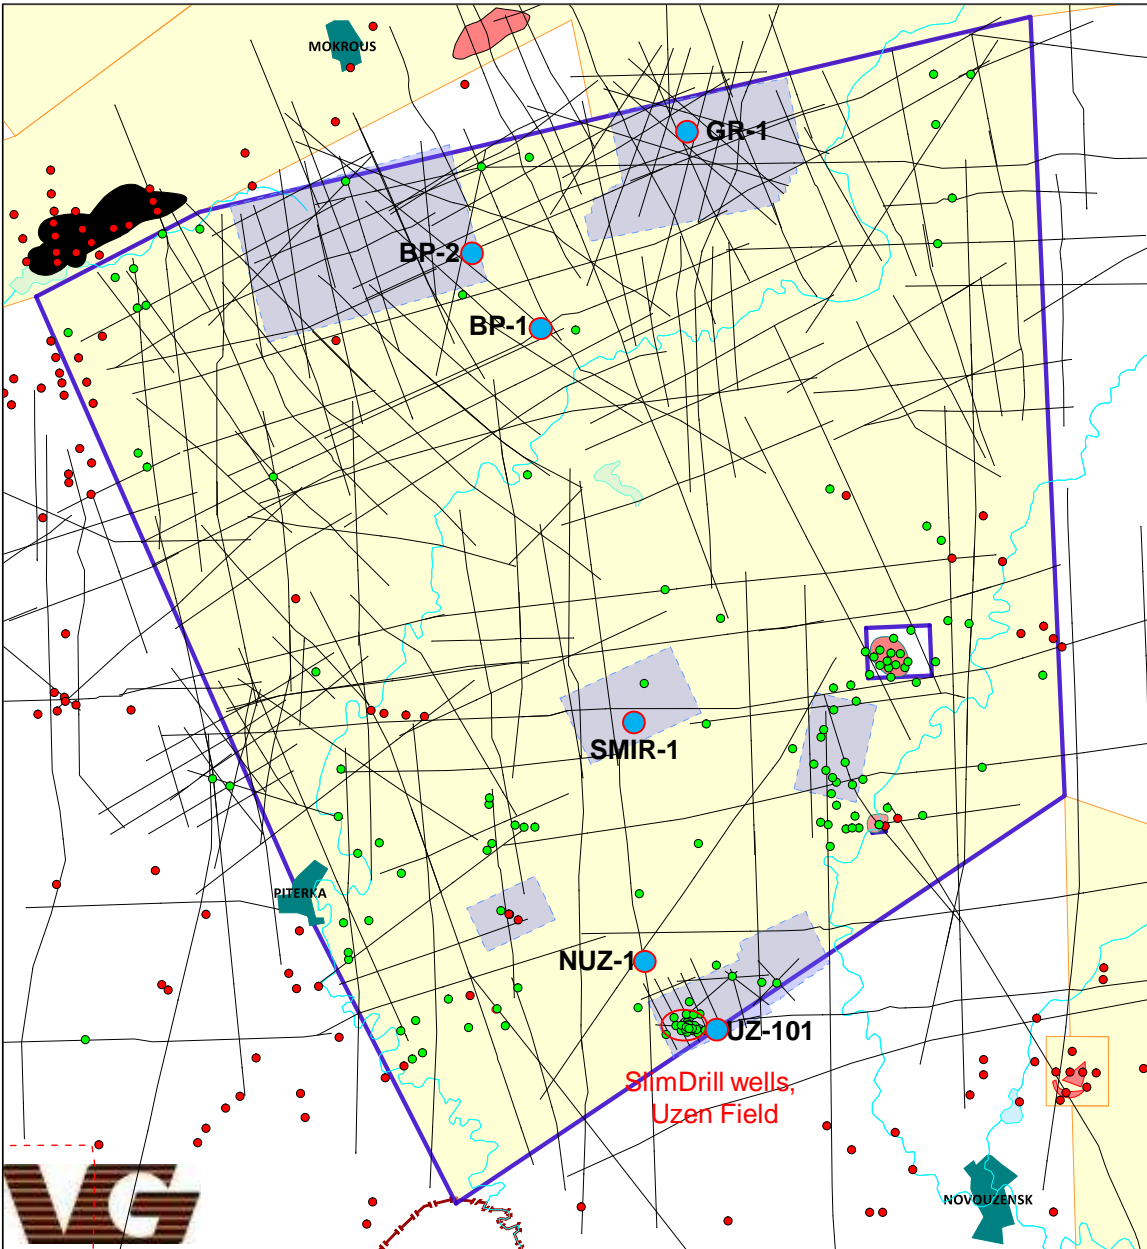 MOKROUS
GR-1
BP-2
BP-1
SMIR-1
PITERKA
NUZ-1
UZ-101
SlimDrill wells,
Uzen Field
VG
NOVOUZENSK